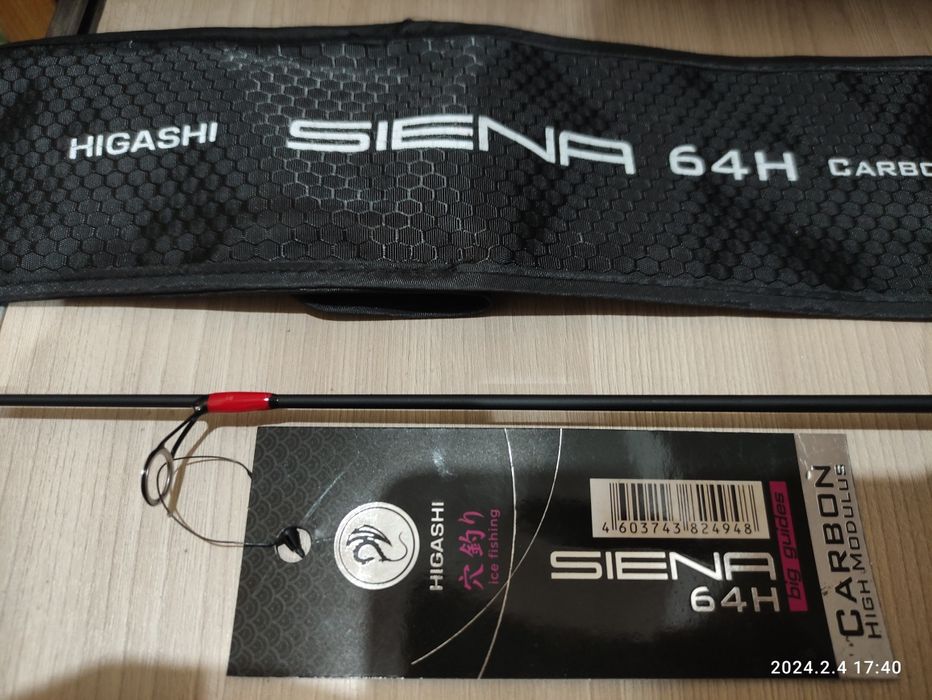 HIGASHI SIENA 64H CARBO
HIGASHI
穴釣り
ice fishing
4 603743 824948
SIENA
64H
big guides
CARBON
HIGH MODULUS
2024.2.4 17:40